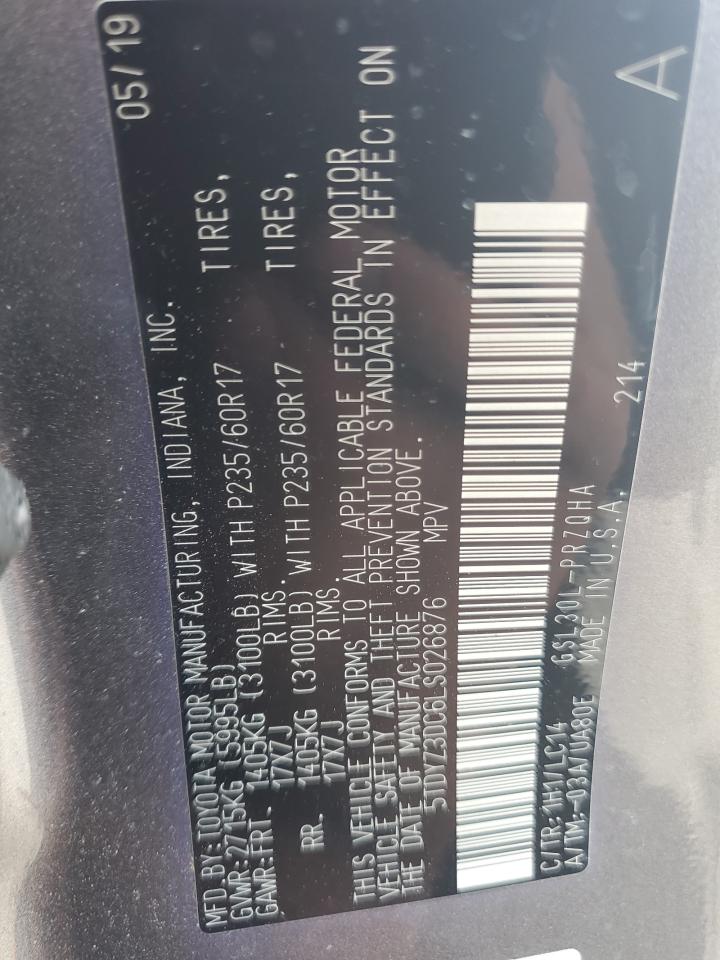 MFD.BY:TOYOTA MOTOR MANUFACTURING, INDIANA, INC. 05/19
GVWR:2715KG (5995LB)
GAWR:FRT. 1405KG (3100LB) WITH P235/60R17 TIRES,
17X7J RIMS.
RR. 1405KG (3100LB) WITH P235/60R17 TIRES,
17X7J RIMS.
THIS VEHICLE CONFORMS TO ALL APPLICABLE FEDERAL MOTOR
VEHICLE SAFETY AND THEFT PREVENTION STANDARDS IN EFFECT ON
THE DATE OF MANUFACTURE SHOWN ABOVE.
5TDYZ3DC6LS026876 MPV
C/TR: 1H1/LC14 GSL30L-PRZQHA 214 A
A/TM:-03A/UA80E MADE IN U.S.A.